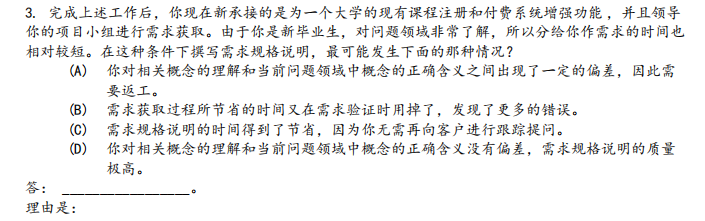 3. 完成上述工作后，你现在新承接的是为一个大学的现有课程注册和付费系统增强功能，并且领导
你的项目小组进行需求获取。由于你是新毕业生，对问题领域非常了解，所以分给你作需求的时间也
相对较短。在这种条件下撰写需求规格说明，最可能发生下面的那种情况？
(A) 你对相关概念的理解和当前问题领域中概念的正确含义之间出现了一定的偏差，因此需
要返工。
(B) 需求获取过程所节省的时间又在需求验证时用掉了，发现了更多的错误。
(C) 需求规格说明的时间得到了节省，因为你无需再向客户进行跟踪提问。
(D) 你对相关概念的理解和当前问题领域中概念的正确含义没有偏差，需求规格说明的质量
极高。
答：____________________。
理由是：